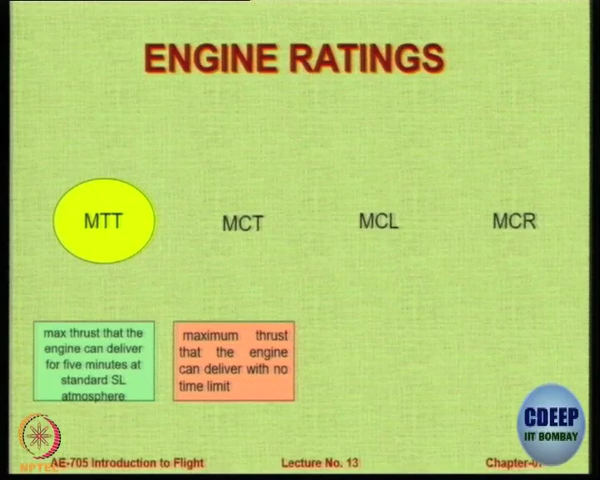 ENGINE RATINGS
MTT
MCT
MCL
MCR
max thrust that the
engine can deliver
for five minutes at
standard SL
atmosphere
maximum thrust
that the engine
can deliver with no
time limit
CDEEP
IIT BOMBAY
NPTEL
AE-705 Introduction to Flight
Lecture No. 13